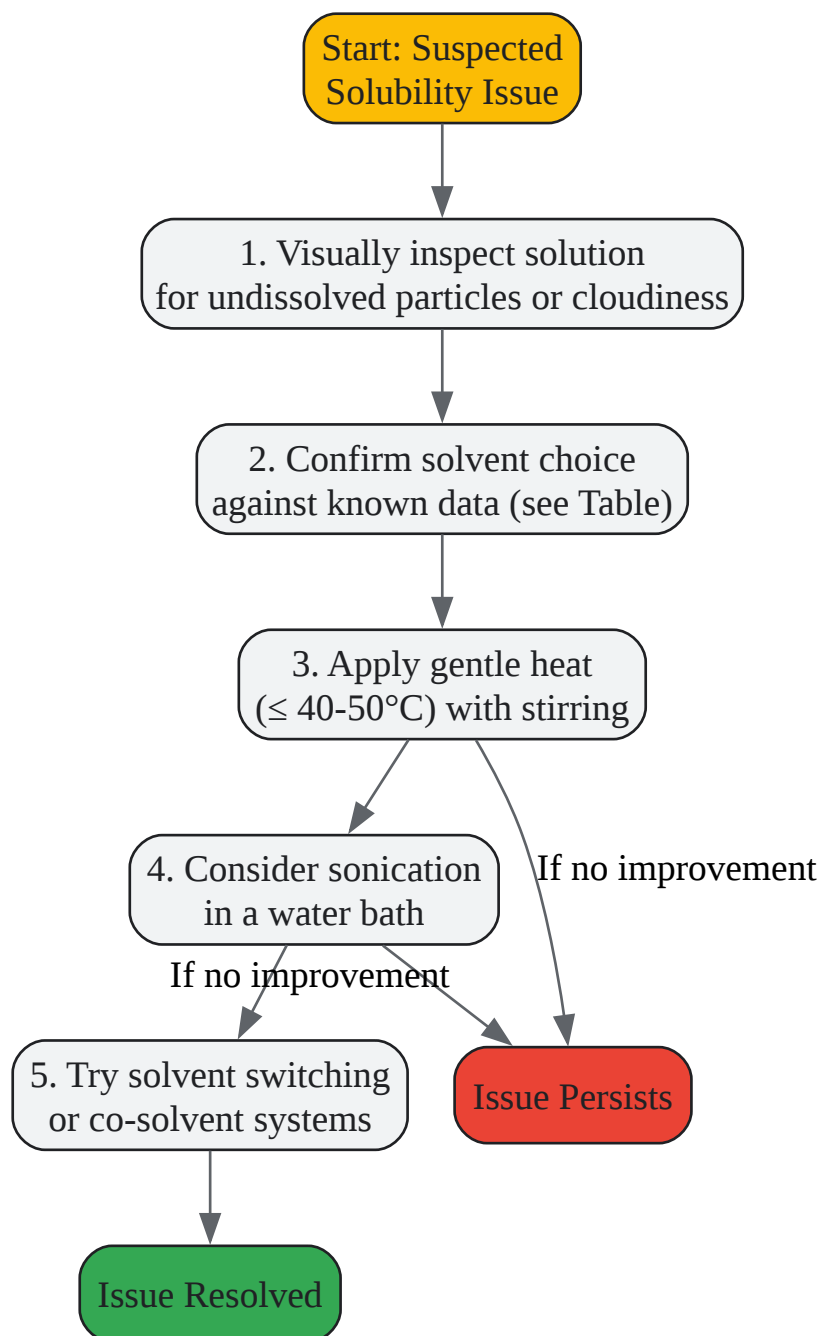 Start: Suspected
Solubility Issue
1. Visually inspect solution
for undissolved particles or cloudiness
2. Confirm solvent choice
against known data (see Table)
3. Apply gentle heat
(≤ 40-50°C) with stirring
4. Consider sonication
in a water bath
If no improvement
If no improvement
5. Try solvent switching
or co-solvent systems
Issue Persists
Issue Resolved